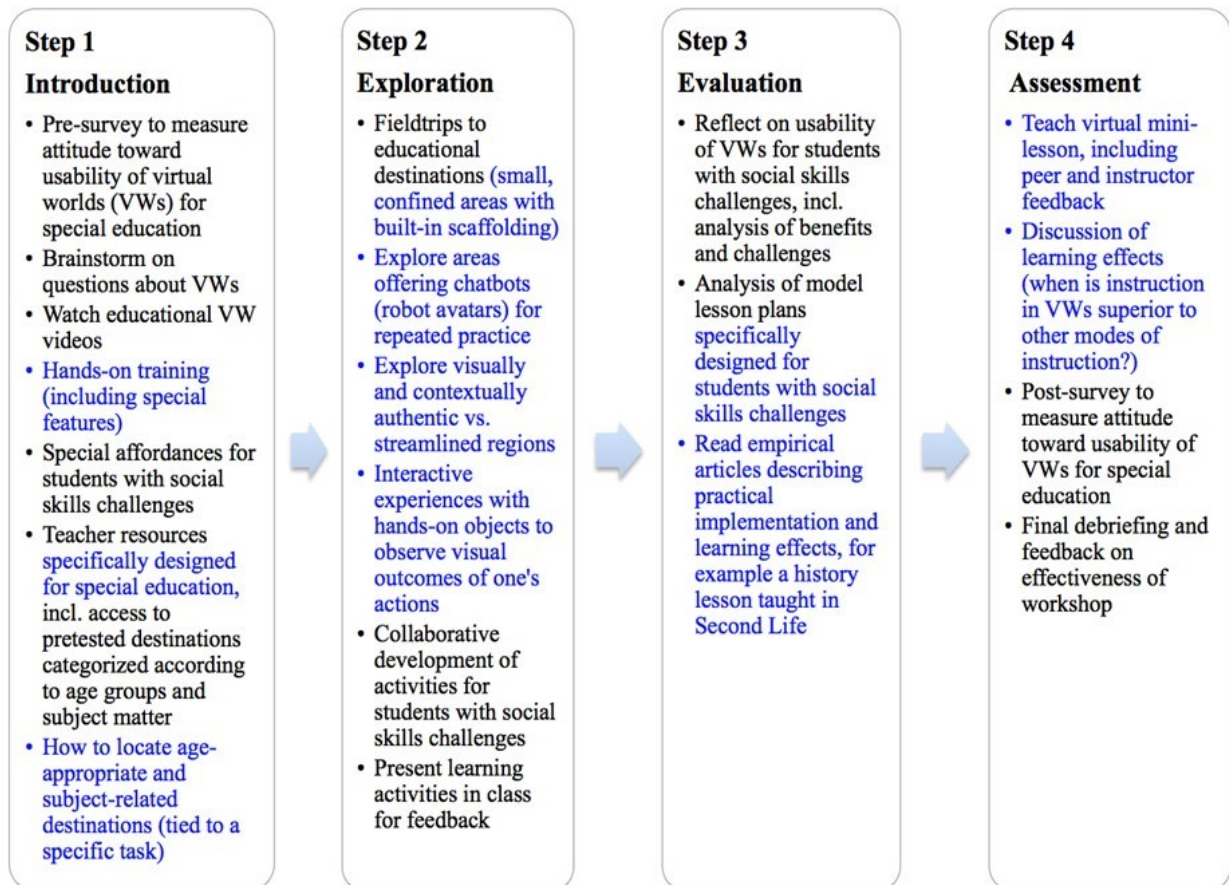 Step 1
Introduction
• Pre-survey to measure
attitude toward
usability of virtual
worlds (VWs) for
special education
• Brainstorm on
questions about VWs
• Watch educational VW
videos
• Hands-on training
(including special
features)
• Special affordances for
students with social
skills challenges
• Teacher resources
specifically designed
for special education,
incl. access to
pretested destinations
categorized according
to age groups and
subject matter
• How to locate age-
appropriate and
subject-related
destinations (tied to a
specific task)
Step 2
Exploration
• Fieldtrips to
educational
destinations (small,
confined areas with
built-in scaffolding)
• Explore areas
offering chatbots
(robot avatars) for
repeated practice
• Explore visually
and contextually
authentic vs.
streamlined regions
• Interactive
experiences with
hands-on objects to
observe visual
outcomes of one's
actions
• Collaborative
development of
activities for
students with social
skills challenges
• Present learning
activities in class
for feedback
Step 3
Evaluation
• Reflect on usability
of VWs for students
with social skills
challenges, incl.
analysis of benefits
and challenges
• Analysis of model
lesson plans
specifically
designed for
students with social
skills challenges
• Read empirical
articles describing
practical
implementation and
learning effects, for
example a history
lesson taught in
Second Life
Step 4
Assessment
• Teach virtual mini-
lesson, including
peer and instructor
feedback
• Discussion of
learning effects
(when is instruction
in VWs superior to
other modes of
instruction?)
• Post-survey to
measure attitude
toward usability of
VWs for special
education
• Final debriefing and
feedback on
effectiveness of
workshop